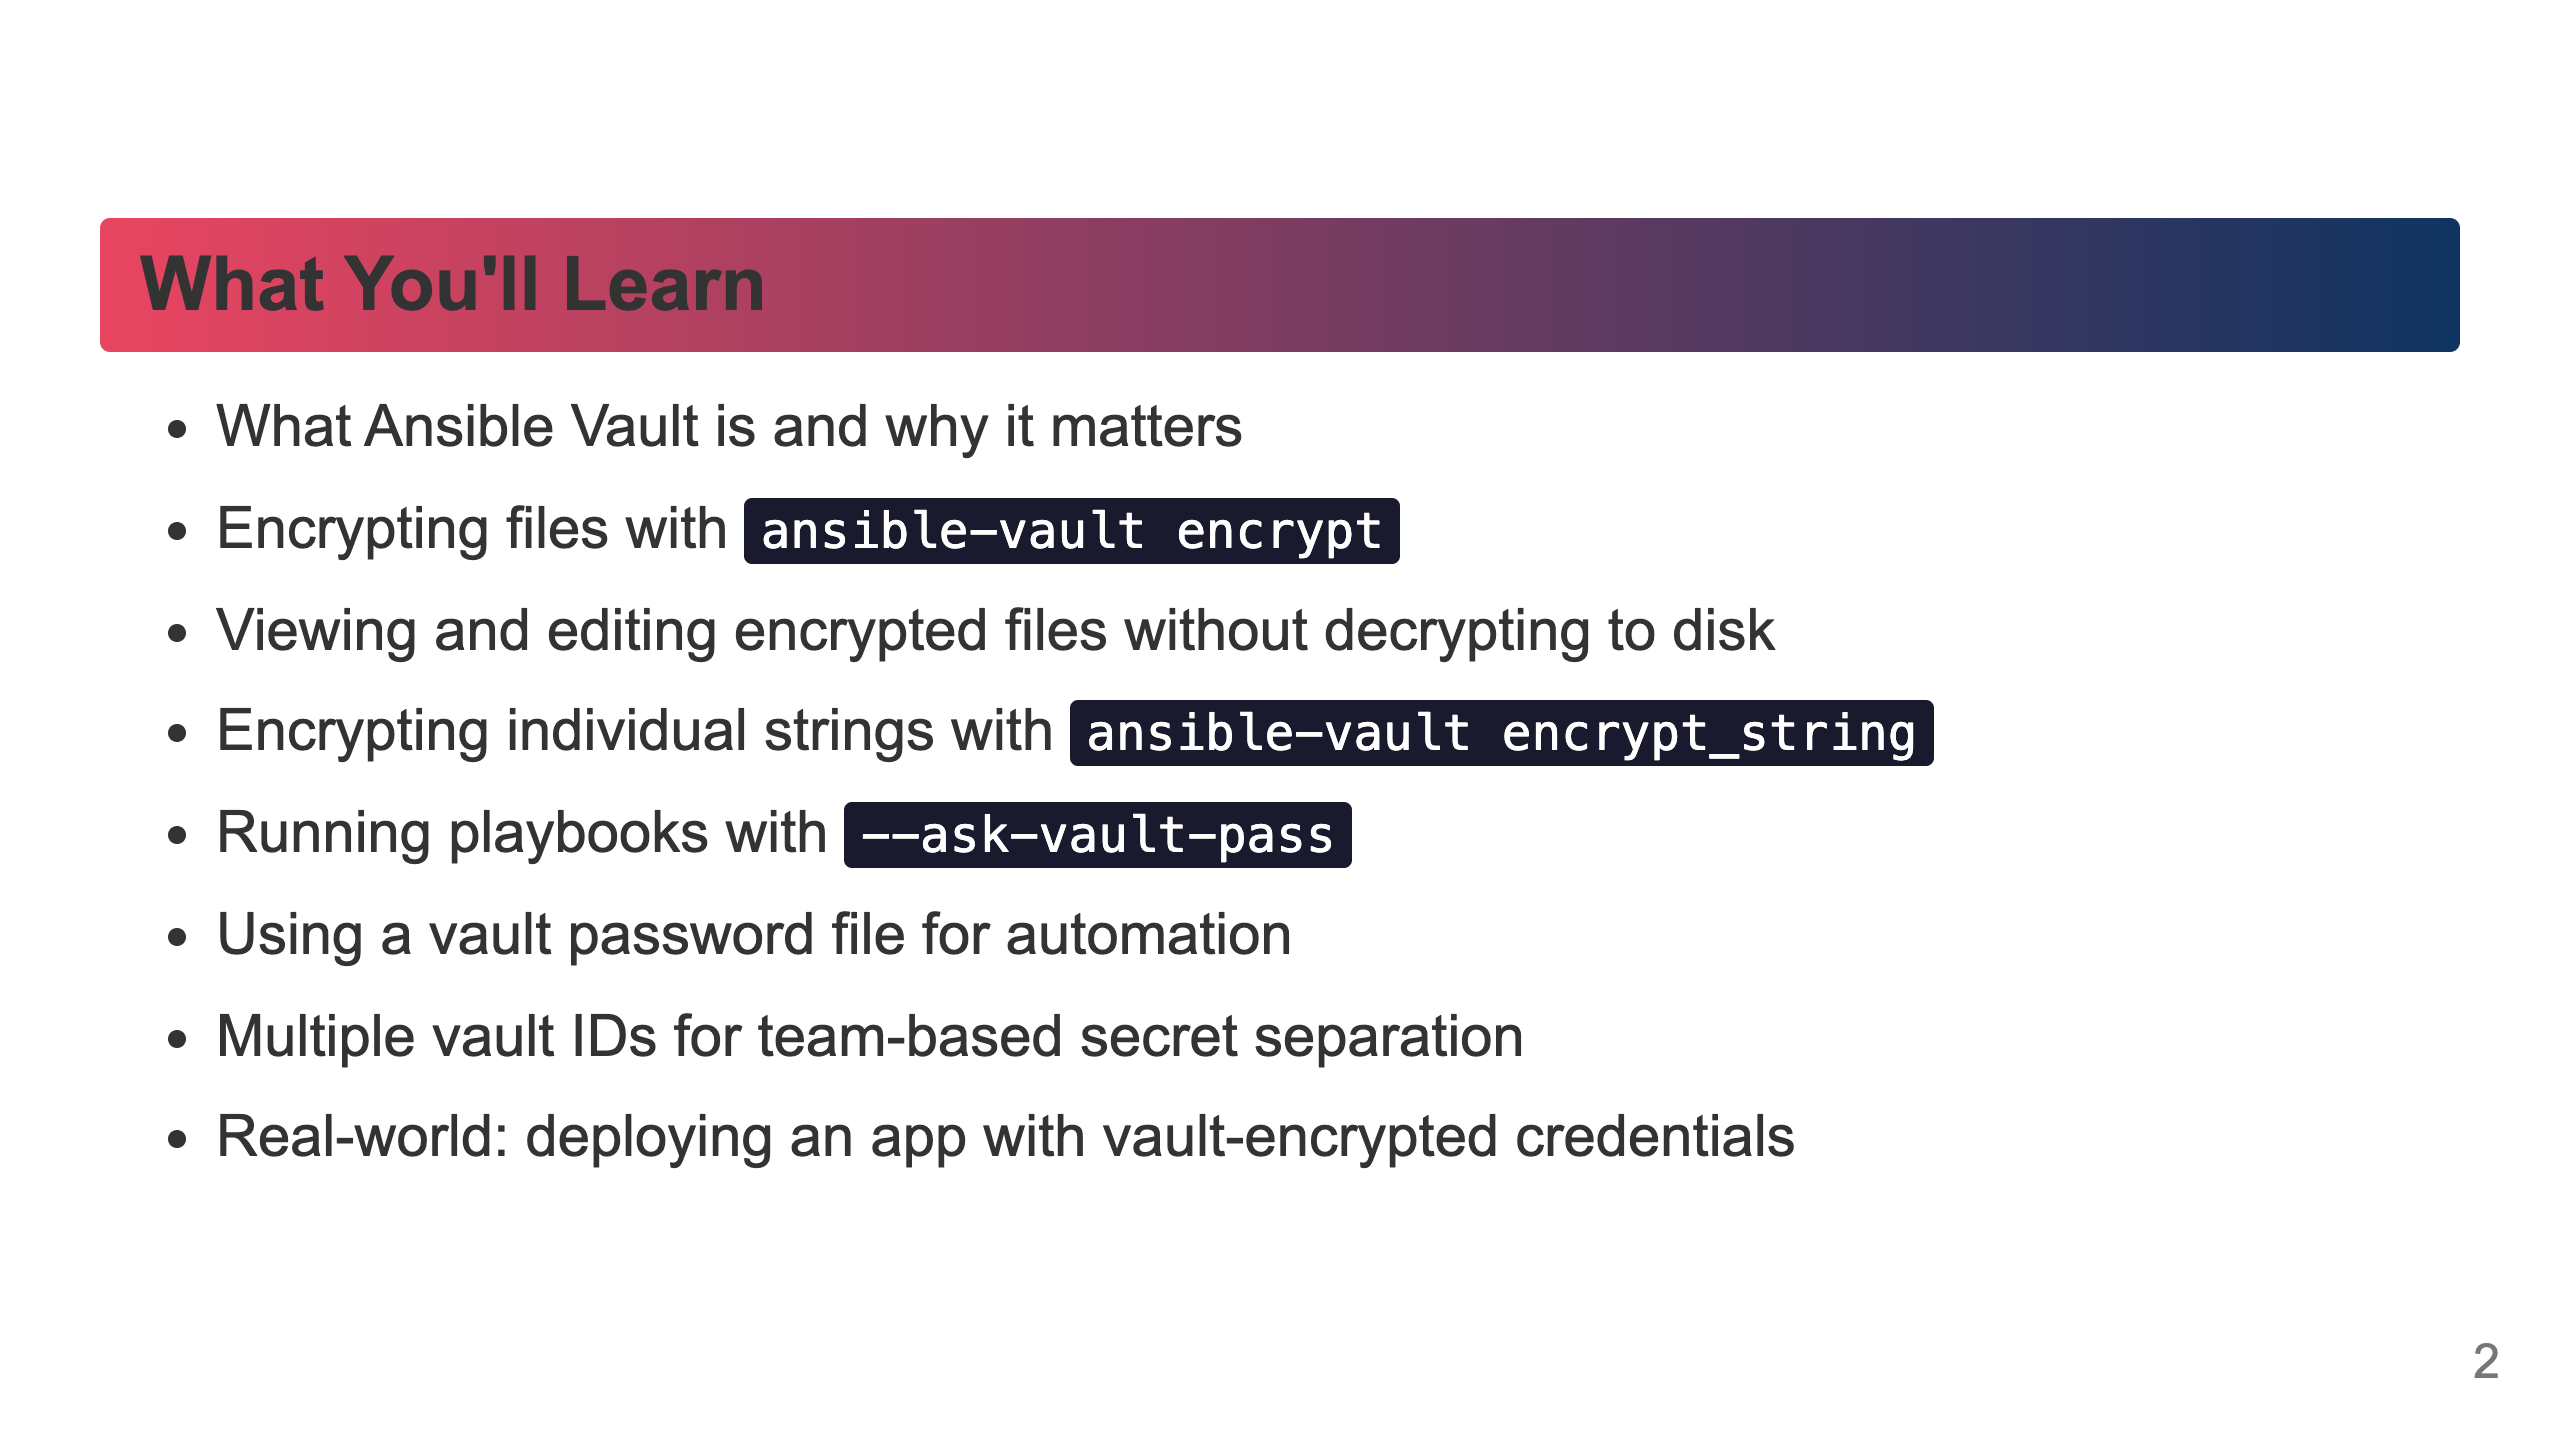 What You'll Learn
• What Ansible Vault is and why it matters
• Encrypting files with ansible-vault encrypt
• Viewing and editing encrypted files without decrypting to disk
• Encrypting individual strings with ansible-vault encrypt_string
• Running playbooks with --ask-vault-pass
• Using a vault password file for automation
• Multiple vault IDs for team-based secret separation
• Real-world: deploying an app with vault-encrypted credentials
2